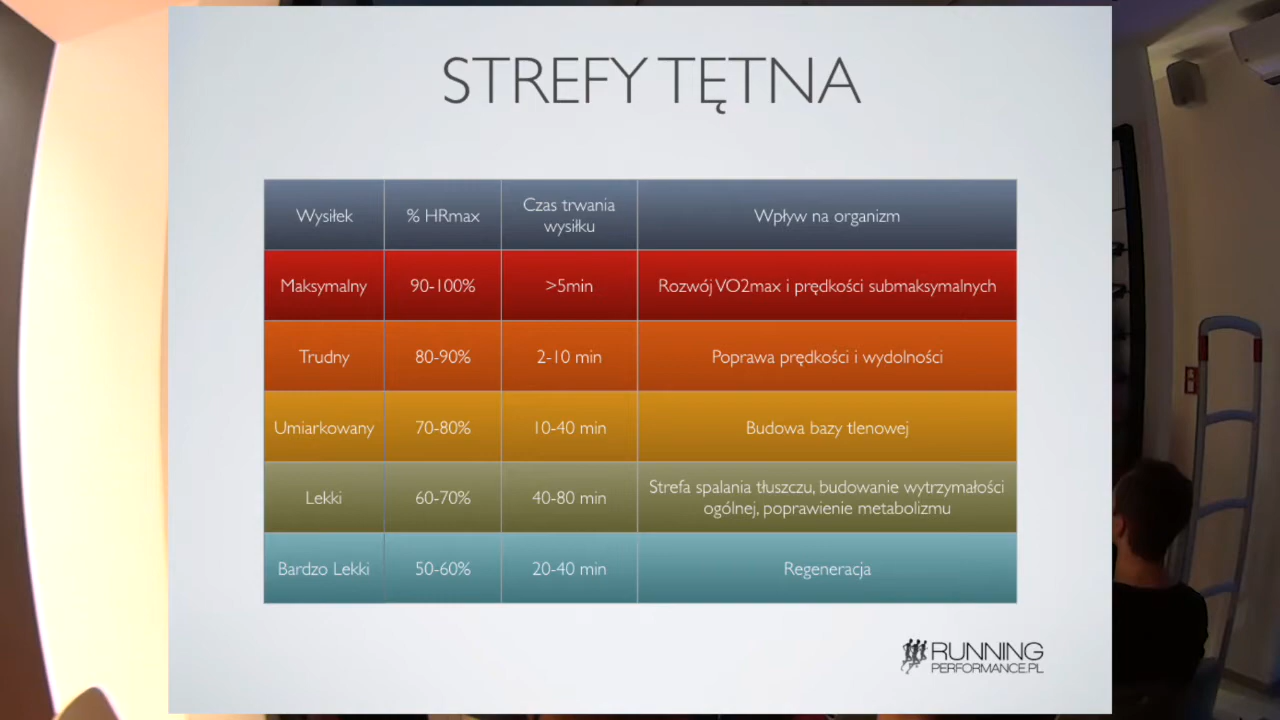 STREFY TĘTNA
Wysiłek
% HRmax
Czas trwania
wysiłku
Wpływ na organizm
Maksymalny
90-100%
>5min
Rozwój VO2max i prędkości submaksymalnych
Trudny
80-90%
2-10 min
Poprawa prędkości i wydolności
Umiarkowany
70-80%
10-40 min
Budowa bazy tlenowej
Lekki
60-70%
40-80 min
Strefa spalania tłuszczu, budowanie wytrzymałości
ogólnej, poprawienie metabolizmu
Bardzo Lekki
50-60%
20-40 min
Regeneracja
RUNNING
PERFORMANCE.PL